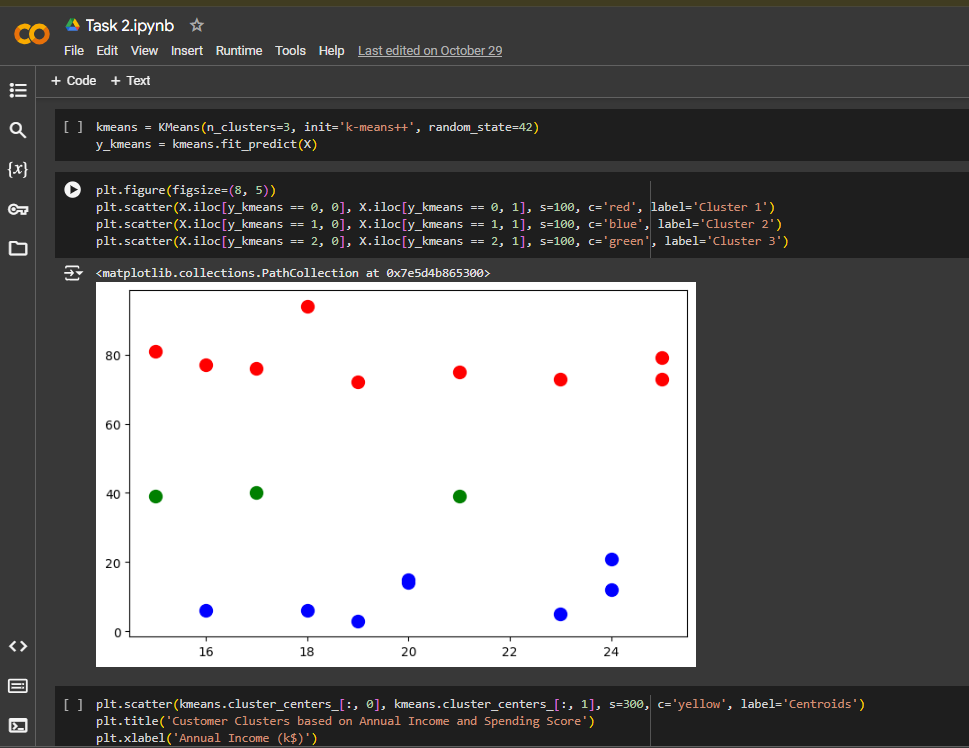 Task 2.ipynb
File Edit View Insert Runtime Tools Help Last edited on October 29
+ Code + Text
[ ] kmeans = KMeans(n_clusters=3, init='k-means++', random_state=42)
y_kmeans = kmeans.fit_predict(X)
plt.figure(figsize=(8, 5))
plt.scatter(X.iloc[y_kmeans == 0, 0], X.iloc[y_kmeans == 0, 1], s=100, c='red', label='Cluster 1')
plt.scatter(X.iloc[y_kmeans == 1, 0], X.iloc[y_kmeans == 1, 1], s=100, c='blue', label='Cluster 2')
plt.scatter(X.iloc[y_kmeans == 2, 0], X.iloc[y_kmeans == 2, 1], s=100, c='green', label='Cluster 3')
<matplotlib.collections.PathCollection at 0x7e5d4b865300>
80
60
40
20
0
16 18 20 22 24
[ ] plt.scatter(kmeans.cluster_centers_[:, 0], kmeans.cluster_centers_[:, 1], s=300, c='yellow', label='Centroids')
plt.title('Customer Clusters based on Annual Income and Spending Score')
plt.xlabel('Annual Income (k$)')